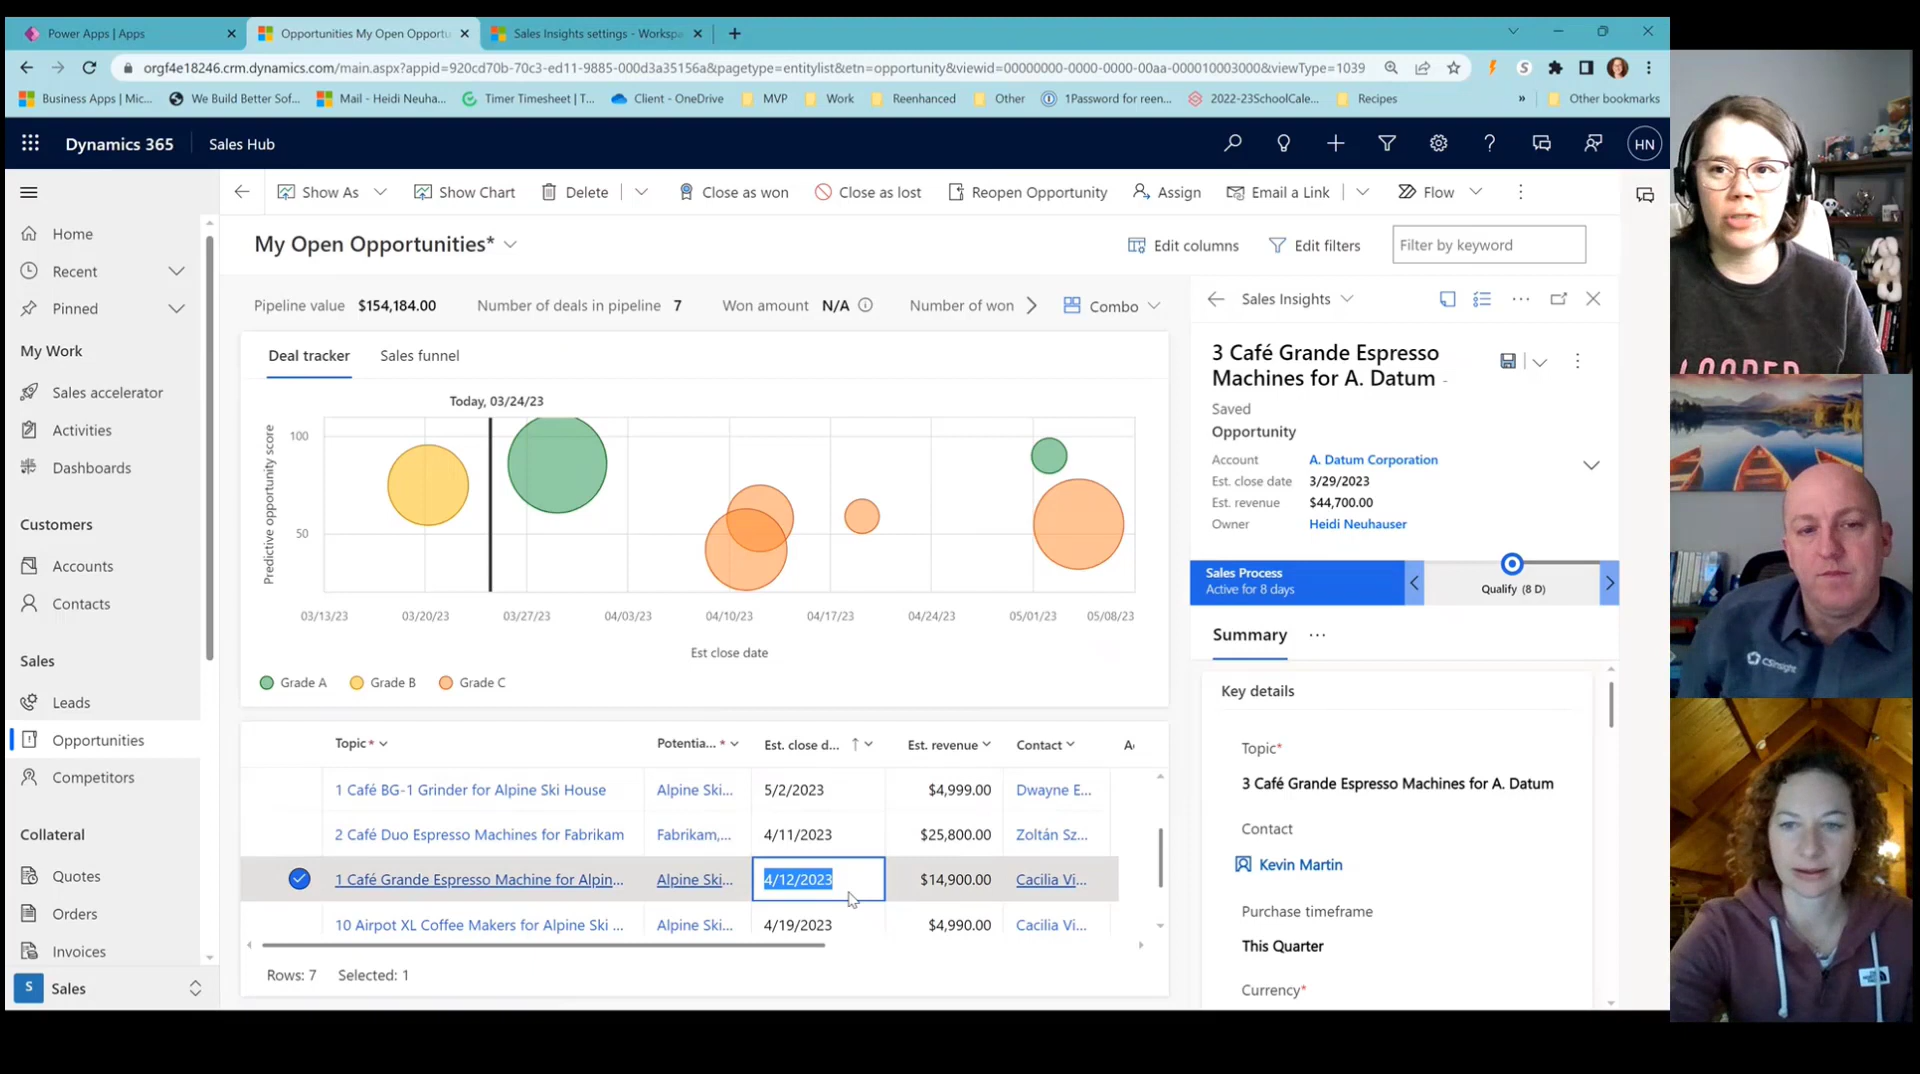 Power Apps | Apps
Opportunities My Open Opportu
Sales Insights settings - Workspa
orgf4e18246.crm.dynamics.com/main.aspx?appid=920cd70b-70c3-ed11-9885-000d3a35156a&pagetype=entitylist&etn=opportunity&viewid=00000000-0000-0000-00aa-000010003000&viewType=1039
Business Apps | Mic...
We Build Better Sof...
Mail - Heidi Neuha...
Timer Timesheet | T...
Client - OneDrive
MVP
Work
Reenhanced
Other
1Password for reen...
2022-23SchoolCale...
Recipes
»
Other bookmarks
Dynamics 365
Sales Hub
HN
Show As
Show Chart
Delete
Close as won
Close as lost
Reopen Opportunity
Assign
Email a Link
Flow
Home
Recent
Pinned
My Work
Sales accelerator
Activities
Dashboards
Customers
Accounts
Contacts
Sales
Leads
Opportunities
Competitors
Collateral
Quotes
Orders
Invoices
S Sales
My Open Opportunities*
Edit columns
Edit filters
Filter by keyword
Pipeline value $154,184.00
Number of deals in pipeline 7
Won amount N/A
Number of won
Combo
Deal tracker
Sales funnel
Today, 03/24/23
Predictive opportunity score
100
50
03/13/23 03/20/23 03/27/23 04/03/23 04/10/23 04/17/23 04/24/23 05/01/23 05/08/23
Est close date
Grade A
Grade B
Grade C
Topic* Potentia... * Est. close d... Est. revenue Contact
1 Café BG-1 Grinder for Alpine Ski House Alpine Ski... 5/2/2023 $4,999.00 Dwayne E...
2 Café Duo Espresso Machines for Fabrikam Fabrikam,... 4/11/2023 $25,800.00 Zoltán Sz...
1 Café Grande Espresso Machine for Alpin... Alpine Ski... 4/12/2023 $14,900.00 Cacilia Vi...
10 Airpot XL Coffee Makers for Alpine Ski ... Alpine Ski... 4/19/2023 $4,990.00 Cacilia Vi...
Rows: 7 Selected: 1
Sales Insights
3 Café Grande Espresso
Machines for A. Datum -
Saved
Opportunity
Account A. Datum Corporation
Est. close date 3/29/2023
Est. revenue $44,700.00
Owner Heidi Neuhauser
Sales Process
Active for 8 days
Qualify (8 D)
Summary
Key details
Topic*
3 Café Grande Espresso Machines for A. Datum
Contact
Kevin Martin
Purchase timeframe
This Quarter
Currency*
CSinsight